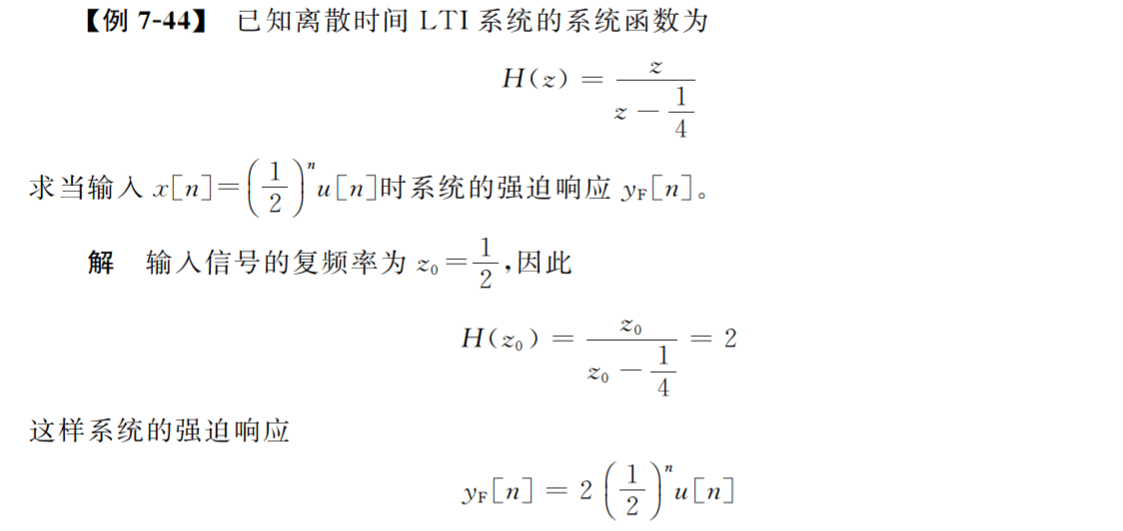 【例 7-44】 已知离散时间 LTI 系统的系统函数为
H(z) = \frac{z}{z - \frac{1}{4}}
求当输入 x[n]=\left(\frac{1}{2}\right)^n u[n]时系统的强迫响应 y_F[n]。
解 输入信号的复频率为 z_0=\frac{1}{2},因此
H(z_0) = \frac{z_0}{z_0 - \frac{1}{4}} = 2
这样系统的强迫响应
y_F[n] = 2\left(\frac{1}{2}\right)^n u[n]